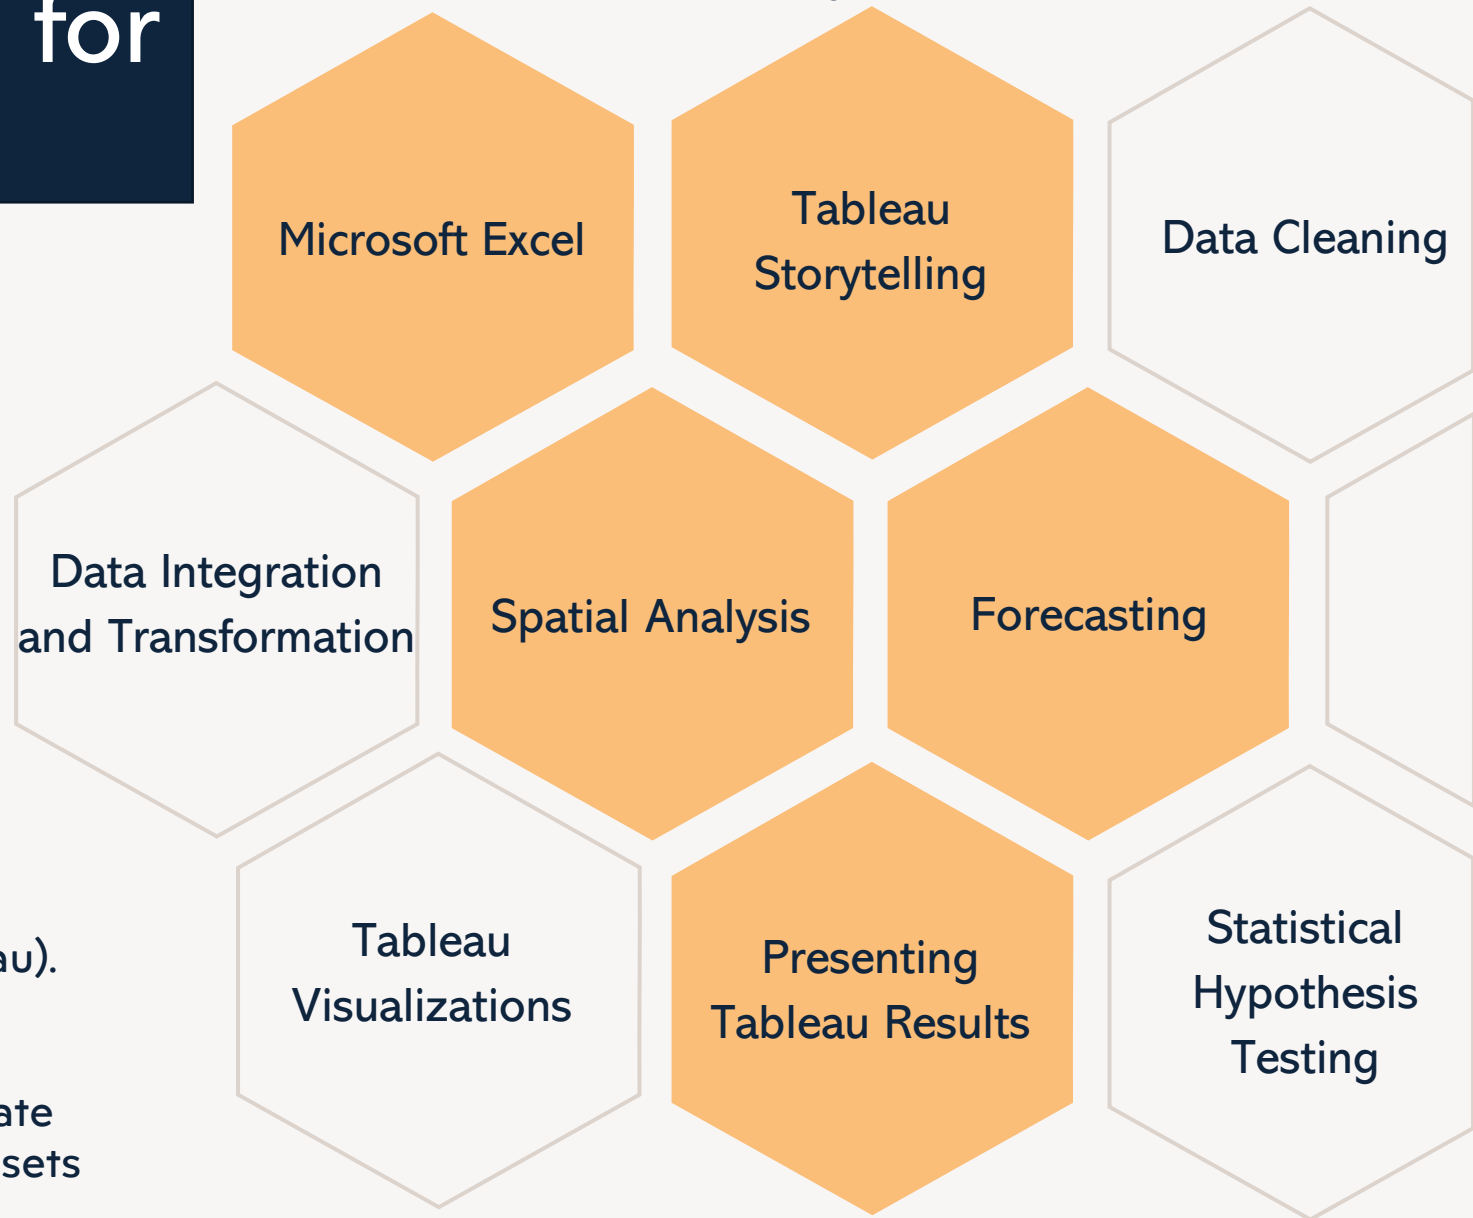 for
Microsoft Excel
Tableau
Storytelling
Data Cleaning
Data Integration
and Transformation
Spatial Analysis
Forecasting
au).
ate
sets
Tableau
Visualizations
Presenting
Tableau Results
Statistical
Hypothesis
Testing